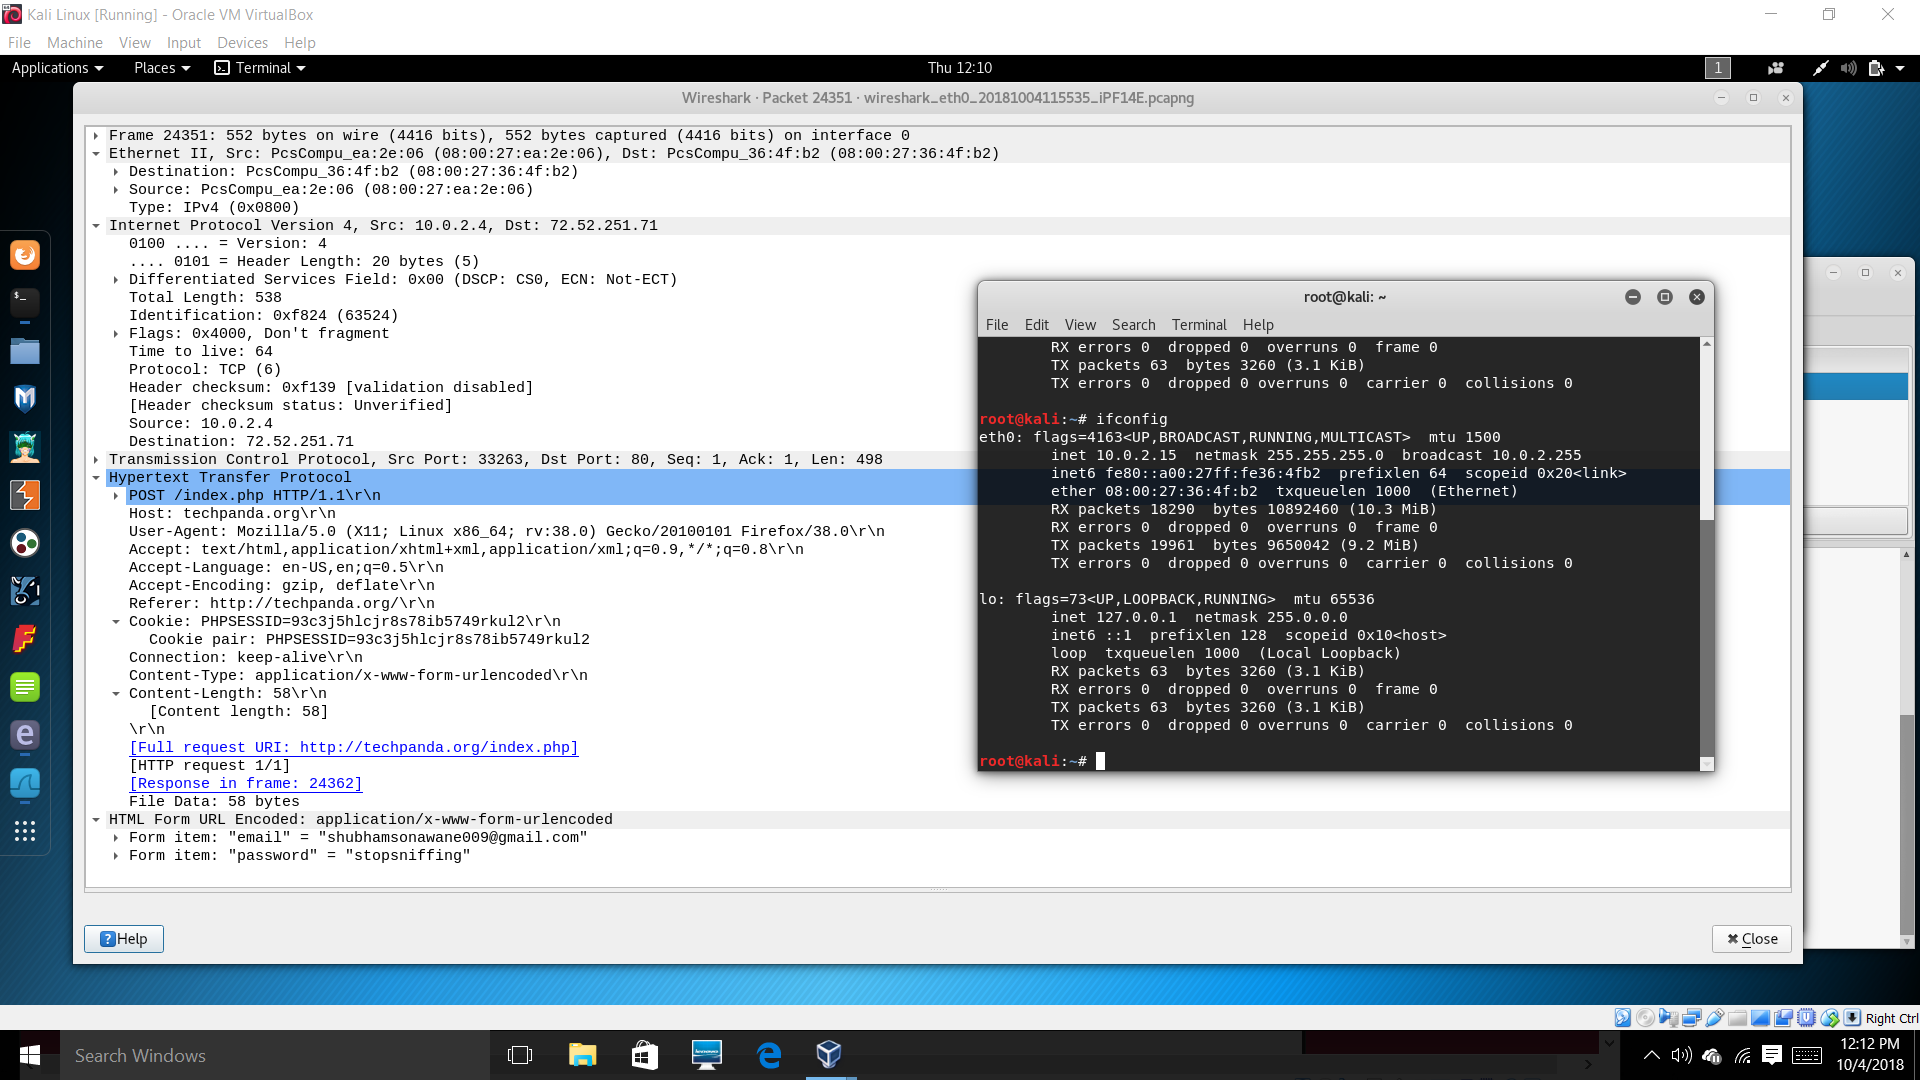 Kali Linux [Running] - Oracle VM VirtualBox
File Machine View Input Devices Help
Applications Places Terminal Thu 12:10 1
Wireshark · Packet 24351 · wireshark_eth0_20181004115535_iPF14E.pcapng
Frame 24351: 552 bytes on wire (4416 bits), 552 bytes captured (4416 bits) on interface 0
Ethernet II, Src: PcsCompu_ea:2e:06 (08:00:27:ea:2e:06), Dst: PcsCompu_36:4f:b2 (08:00:27:36:4f:b2)
Destination: PcsCompu_36:4f:b2 (08:00:27:36:4f:b2)
Source: PcsCompu_ea:2e:06 (08:00:27:ea:2e:06)
Type: IPv4 (0x0800)
Internet Protocol Version 4, Src: 10.0.2.4, Dst: 72.52.251.71
0100 .... = Version: 4
.... 0101 = Header Length: 20 bytes (5)
Differentiated Services Field: 0x00 (DSCP: CS0, ECN: Not-ECT)
Total Length: 538
Identification: 0xf824 (63524)
Flags: 0x4000, Don't fragment
Time to live: 64
Protocol: TCP (6)
Header checksum: 0xf139 [validation disabled]
[Header checksum status: Unverified]
Source: 10.0.2.4
Destination: 72.52.251.71
Transmission Control Protocol, Src Port: 33263, Dst Port: 80, Seq: 1, Ack: 1, Len: 498
Hypertext Transfer Protocol
POST /index.php HTTP/1.1\r\n
Host: techpanda.org\r\n
User-Agent: Mozilla/5.0 (X11; Linux x86_64; rv:38.0) Gecko/20100101 Firefox/38.0\r\n
Accept: text/html,application/xhtml+xml,application/xml;q=0.9,*/*;q=0.8\r\n
Accept-Language: en-US,en;q=0.5\r\n
Accept-Encoding: gzip, deflate\r\n
Referer: http://techpanda.org/\r\n
Cookie: PHPSESSID=93c3j5hlcjr8s78ib5749rkul2\r\n
Cookie pair: PHPSESSID=93c3j5hlcjr8s78ib5749rkul2
Connection: keep-alive\r\n
Content-Type: application/x-www-form-urlencoded\r\n
Content-Length: 58\r\n
[Content length: 58]
\r\n
[Full request URI: http://techpanda.org/index.php]
[HTTP request 1/1]
[Response in frame: 24362]
File Data: 58 bytes
HTML Form URL Encoded: application/x-www-form-urlencoded
Form item: "email" = "shubhamsonawane009@gmail.com"
Form item: "password" = "stopsniffing"
Help
Close
root@kali: ~
File Edit View Search Terminal Help
RX errors 0 dropped 0 overruns 0 frame 0
TX packets 63 bytes 3260 (3.1 KiB)
TX errors 0 dropped 0 overruns 0 carrier 0 collisions 0
root@kali:~# ifconfig
eth0: flags=4163<UP,BROADCAST,RUNNING,MULTICAST> mtu 1500
inet 10.0.2.15 netmask 255.255.255.0 broadcast 10.0.2.255
inet6 fe80::a00:27ff:fe36:4fb2 prefixlen 64 scopeid 0x20<link>
ether 08:00:27:36:4f:b2 txqueuelen 1000 (Ethernet)
RX packets 18290 bytes 10892460 (10.3 MiB)
RX errors 0 dropped 0 overruns 0 frame 0
TX packets 19961 bytes 9650042 (9.2 MiB)
TX errors 0 dropped 0 overruns 0 carrier 0 collisions 0
lo: flags=73<UP,LOOPBACK,RUNNING> mtu 65536
inet 127.0.0.1 netmask 255.0.0.0
inet6 ::1 prefixlen 128 scopeid 0x10<host>
loop txqueuelen 1000 (Local Loopback)
RX packets 63 bytes 3260 (3.1 KiB)
RX errors 0 dropped 0 overruns 0 frame 0
TX packets 63 bytes 3260 (3.1 KiB)
TX errors 0 dropped 0 overruns 0 carrier 0 collisions 0
root@kali:~#
Right Ctrl
Search Windows
12:12 PM
10/4/2018